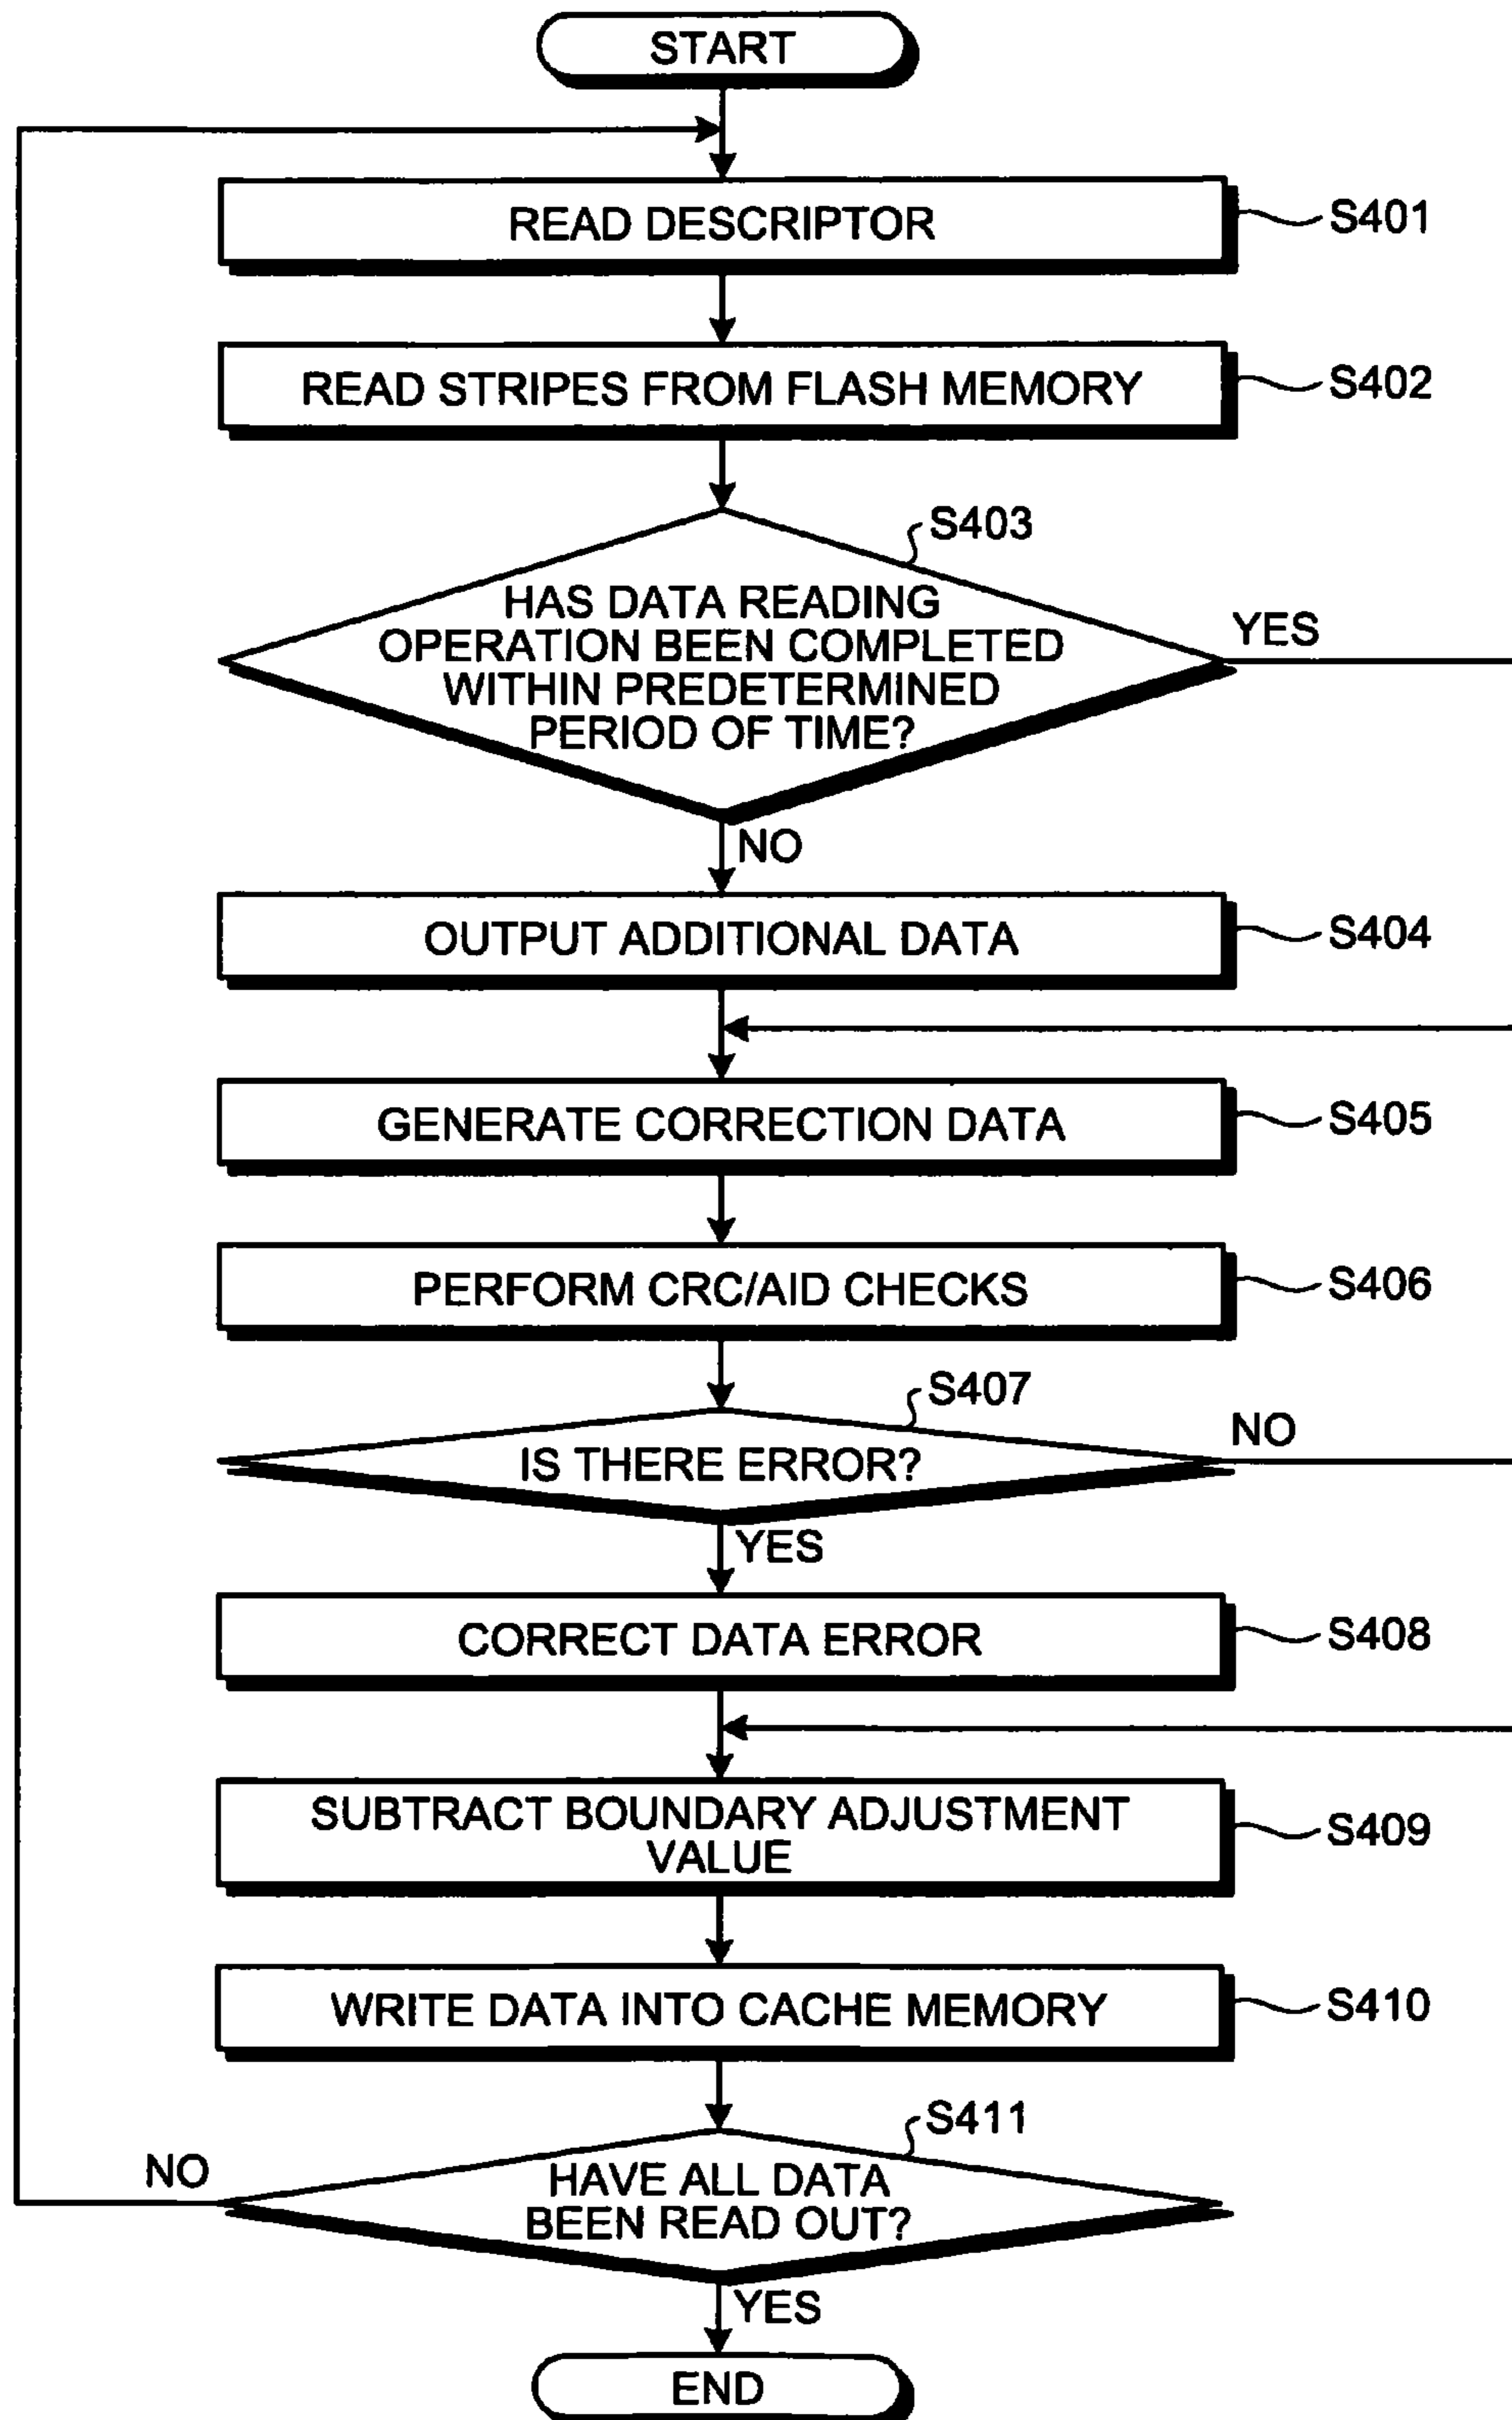 START
READ DESCRIPTOR
S401
READ STRIPES FROM FLASH MEMORY
S402
S403
HAS DATA READING
OPERATION BEEN COMPLETED
WITHIN PREDETERMINED
PERIOD OF TIME?
YES
NO
OUTPUT ADDITIONAL DATA
S404
GENERATE CORRECTION DATA
S405
PERFORM CRC/AID CHECKS
S406
S407
IS THERE ERROR?
NO
YES
CORRECT DATA ERROR
S408
SUBTRACT BOUNDARY ADJUSTMENT
VALUE
S409
WRITE DATA INTO CACHE MEMORY
S410
S411
HAVE ALL DATA
BEEN READ OUT?
NO
YES
END